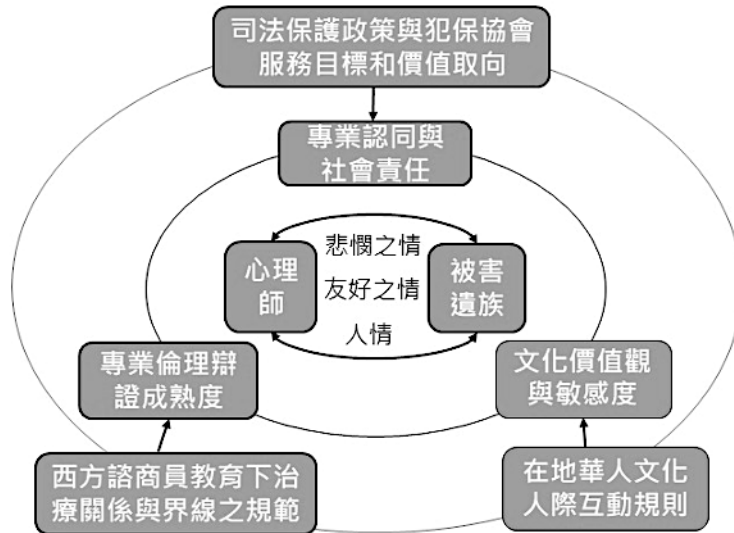 司法保護政策與犯保協會
服務目標和價值取向
專業認同與
社會責任
悲憫之情
心理
師
友好之情
被害
遺族
人情
專業倫理辯
證成熟度
文化價值觀
與敏感度
西方諮商員教育下治
療關係與界線之規範
在地華人文化
人際互動規則